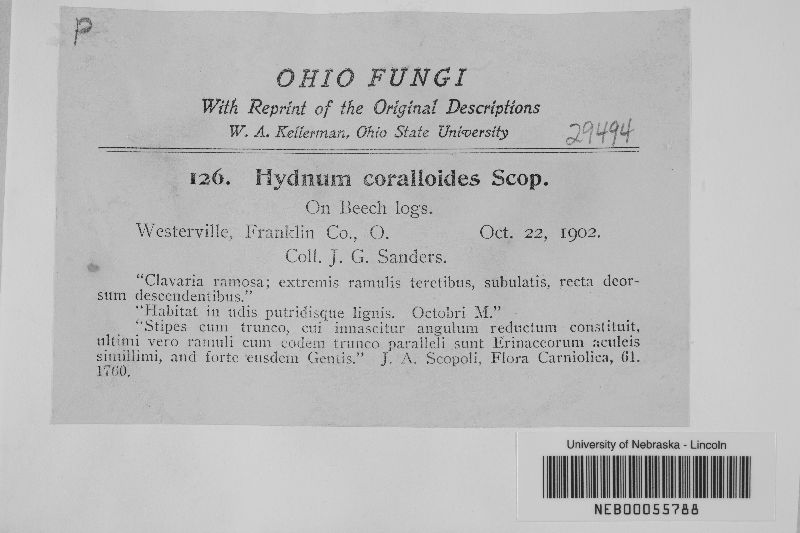 P
OHIO FUNGI
With Reprint of the Original Descriptions
W. A. Kellerman, Ohio State University
29494
126. Hydnum coralloides Scop.
On Beech logs.
Westerville, Franklin Co., O. Oct. 22, 1902.
Coll. J. G. Sanders.
"Clavaria ramosa; extremis ramulis teretibus, subulatis, recta deor-
sum descendentibus."
"Habitat in udis putridisque lignis. Octobri M."
"Stipes cum trunco, cui innascitur angulum reductum constituit,
ultimi vero ramuli cum eodem trunco paralleli sunt Erinaceorum aculeis
simillimi, and forte eusdem Gentis." J. A. Scopoli, Flora Carniolica, 61.
1760.
University of Nebraska - Lincoln
NEB00055788